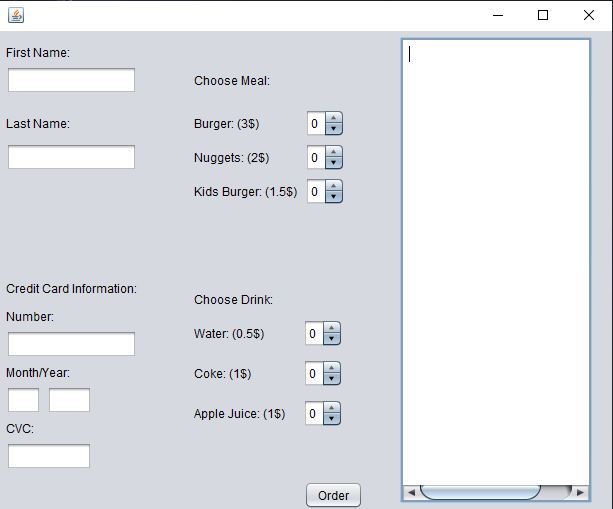 First Name:
Choose Meal:
Last Name:
Burger: (3$) 0
Nuggets: (2$) 0
Kids Burger: (1.5$) 0
Credit Card Information:
Choose Drink:
Number:
Water: (0.5$) 0
Month/Year:
Coke: (1$) 0
Apple Juice: (1$) 0
CVC:
Order